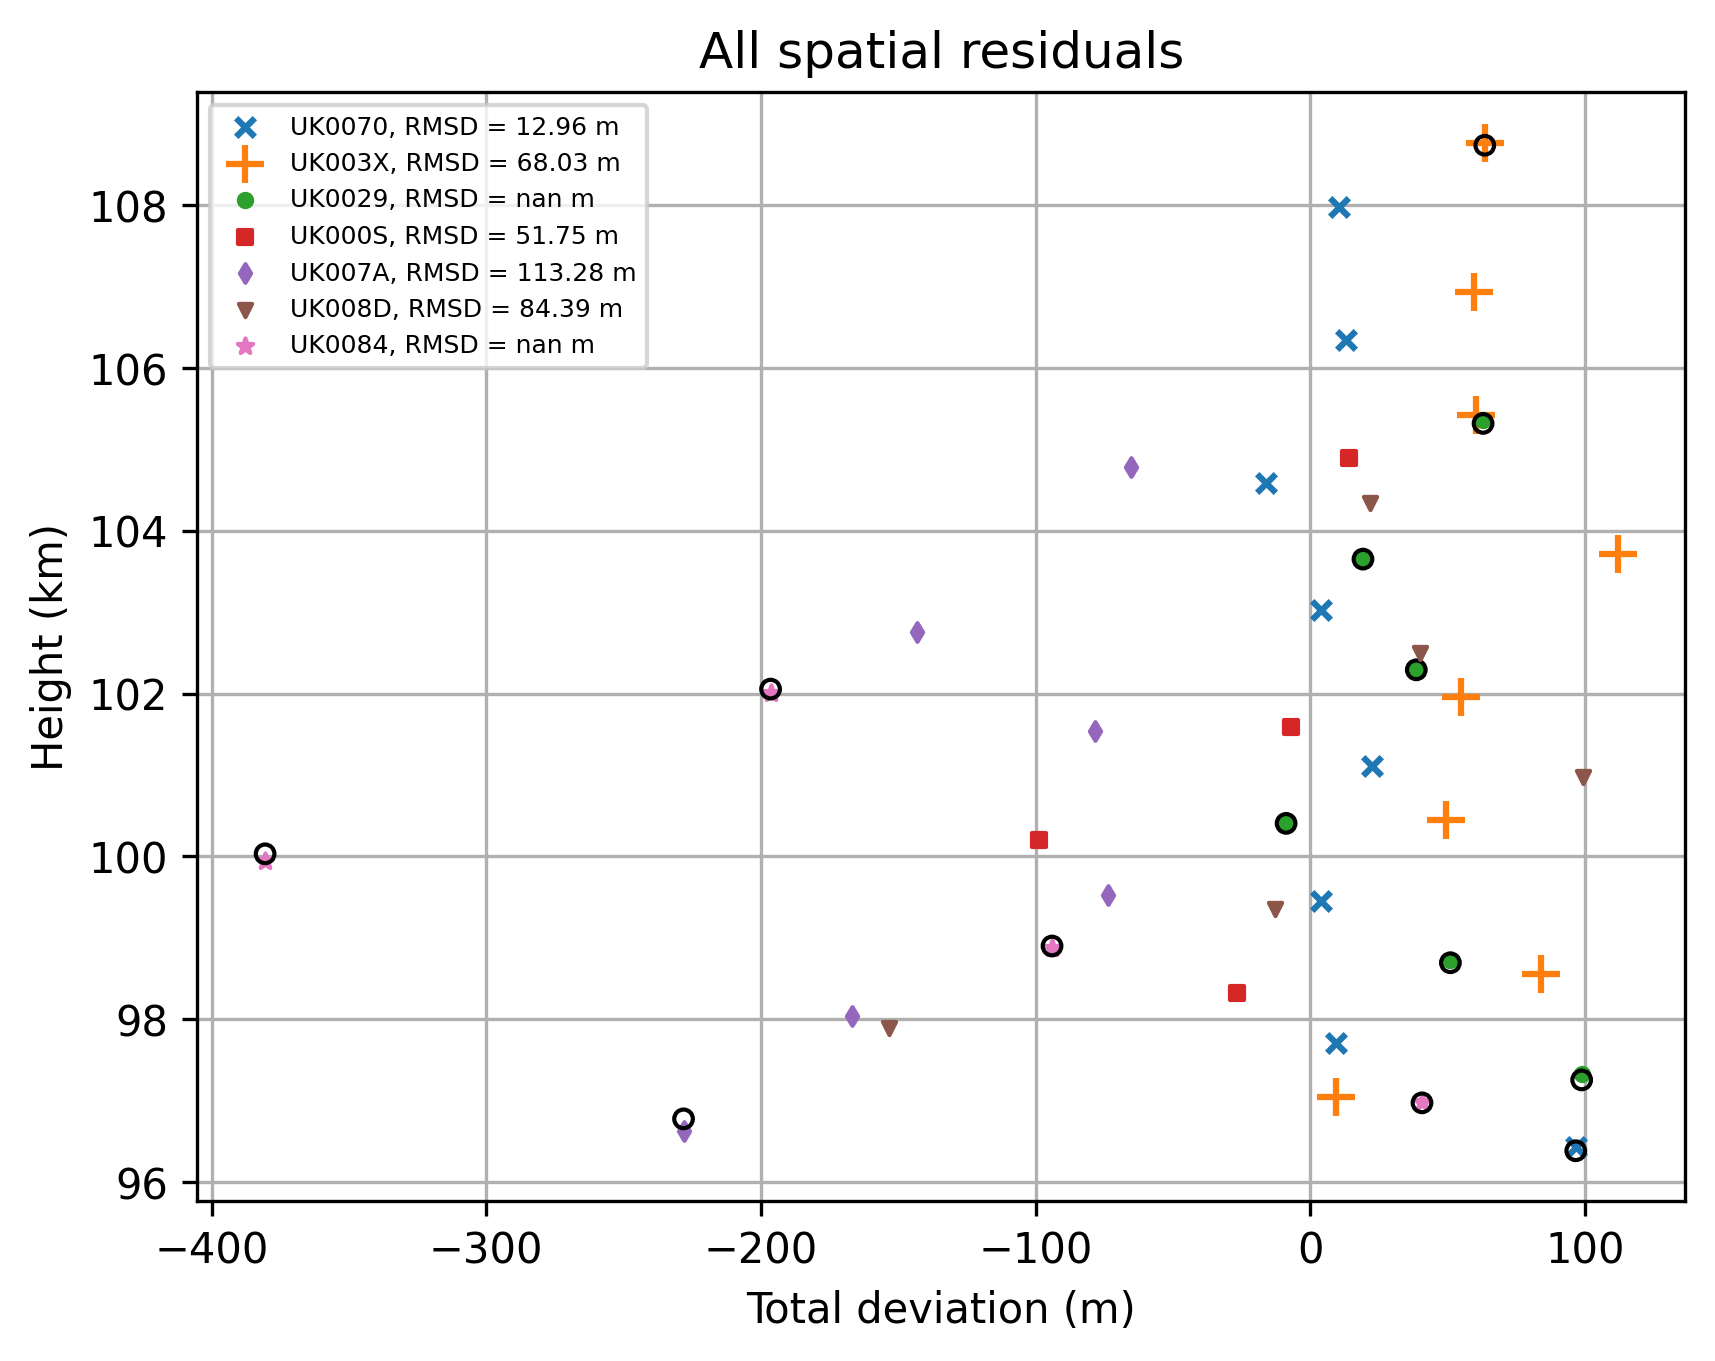 All spatial residuals
UK0070, RMSD = 12.96 m
UK003X, RMSD = 68.03 m
UK0029, RMSD = nan m
UK000S, RMSD = 51.75 m
UK007A, RMSD = 113.28 m
UK008D, RMSD = 84.39 m
UK0084, RMSD = nan m
Height (km)
108
106
104
102
100
98
96
−400 −300 −200 −100 0 100
Total deviation (m)